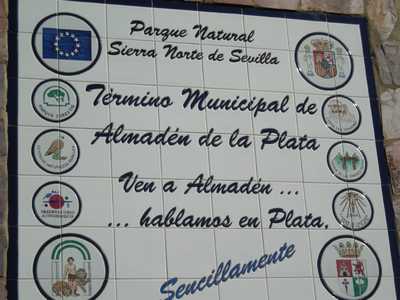 Parque Natural
Sierra Norte de Sevilla
Término Municipal de
Almadén de la Plata
Ven a Almadén ...
... hablamos en Plata,
Sencillamente